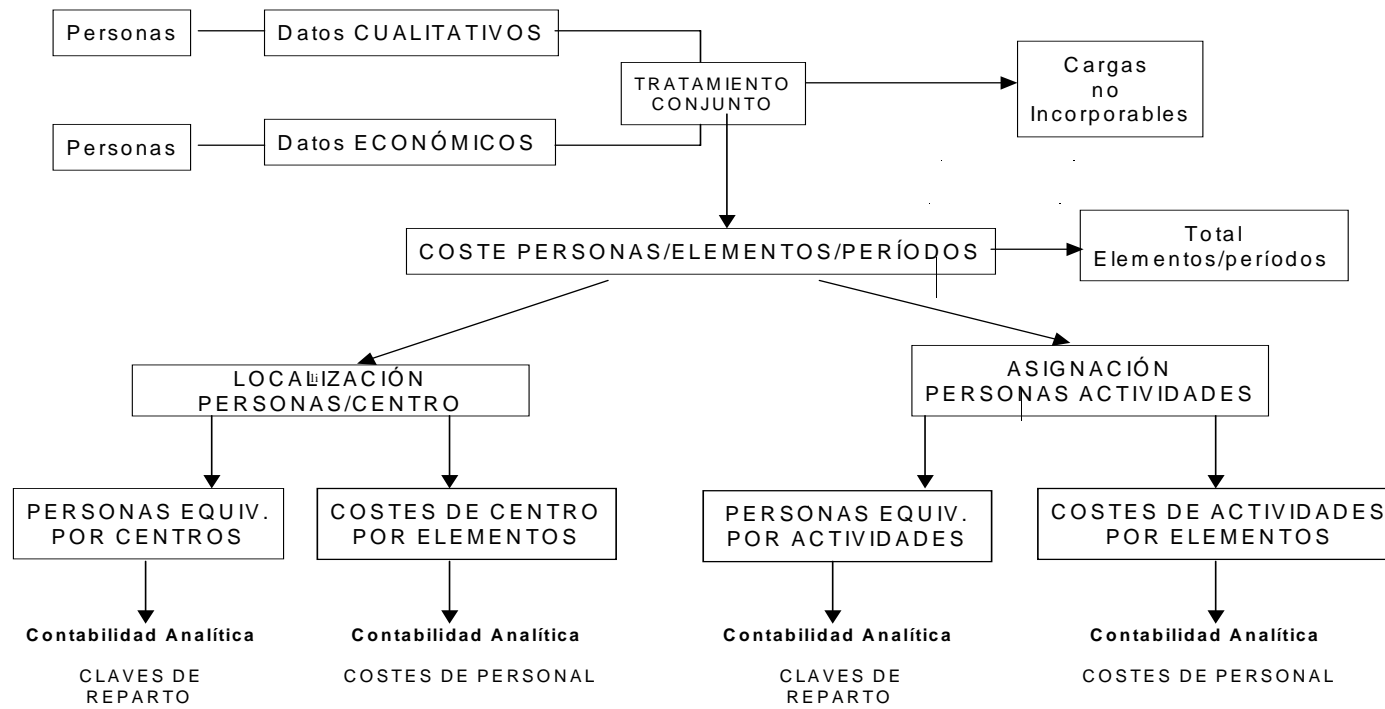 Personas
Datos CUALITATIVOS
TRATAMIENTO
CONJUNTO
Cargas
no
Incorporables
Personas
Datos ECONÓMICOS
COSTE PERSONAS/ELEMENTOS/PERÍODOS
Total
Elementos/períodos
LOCALIZACIÓN
PERSONAS/CENTRO
ASIGNACIÓN
PERSONAS ACTIVIDADES
PERSONAS EQUIV.
POR CENTROS
COSTES DE CENTRO
POR ELEMENTOS
PERSONAS EQUIV.
POR ACTIVIDADES
COSTES DE ACTIVIDADES
POR ELEMENTOS
Contabilidad Analítica
Contabilidad Analítica
Contabilidad Analítica
Contabilidad Analítica
CLAVES DE
REPARTO
COSTES DE PERSONAL
CLAVES DE
REPARTO
COSTES DE PERSONAL